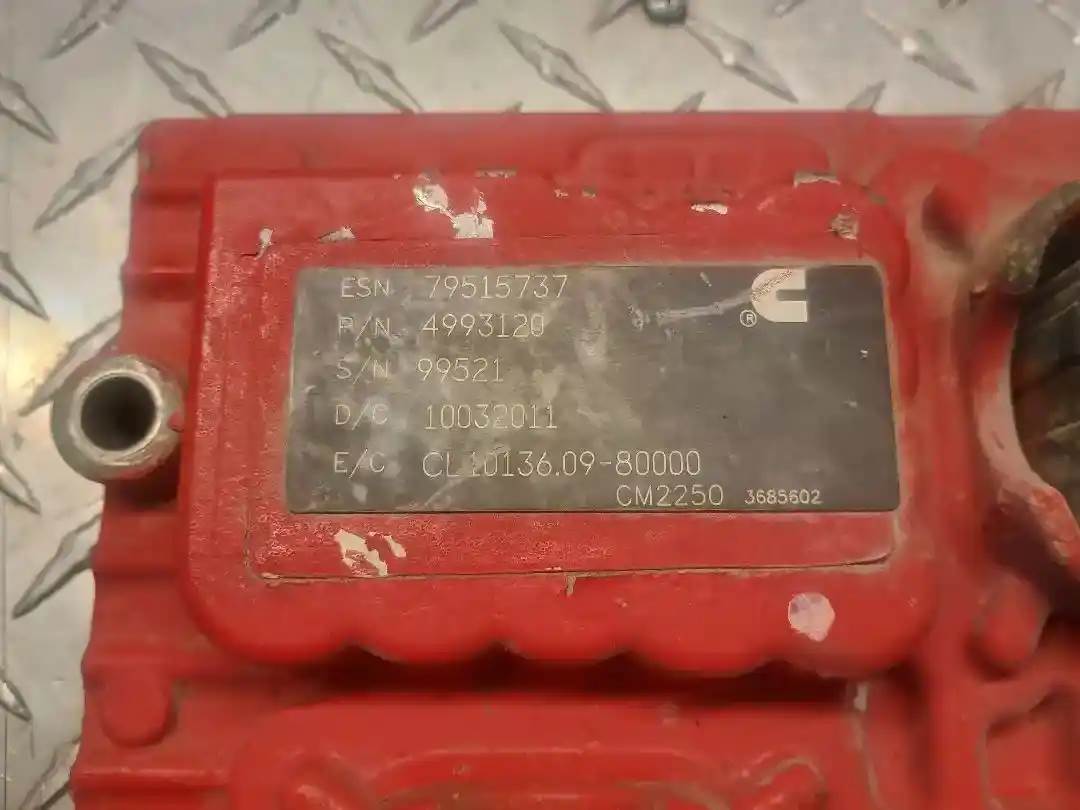 ESN 79515737
P/N 4993120
S/N 99521
D/C 10032011
E/C CL10136.09-80000
CM2250 3685602
®